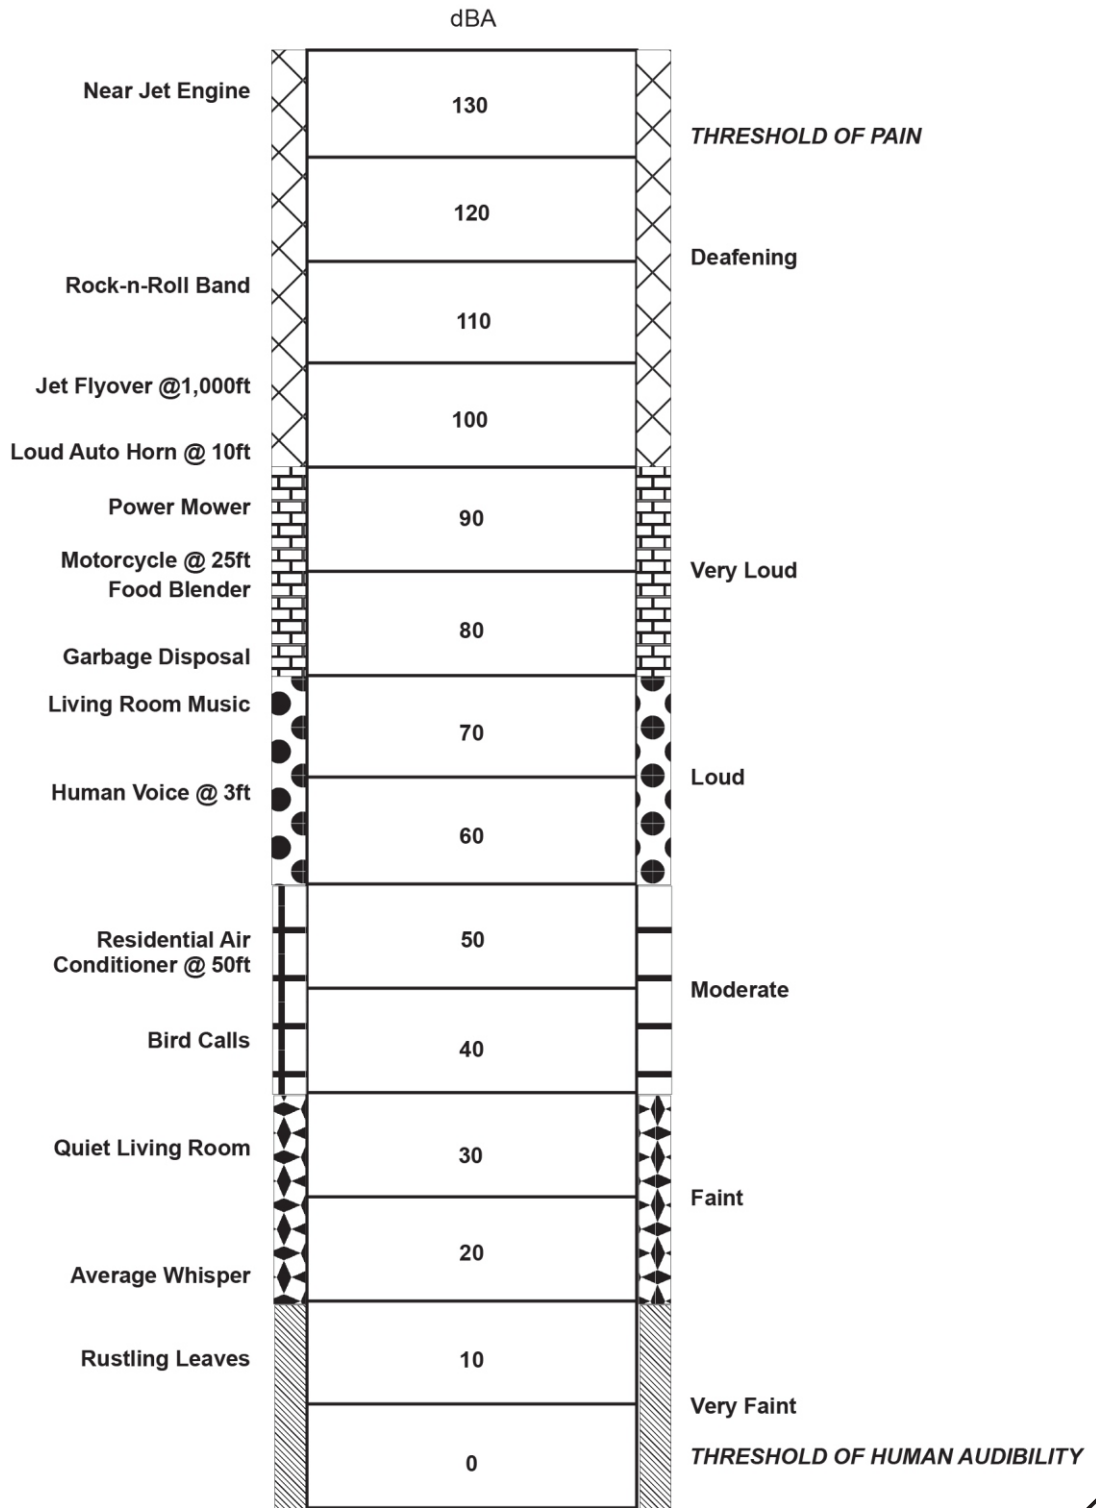 dBA
Near Jet Engine
130
THRESHOLD OF PAIN
120
Deafening
Rock-n-Roll Band
110
Jet Flyover @1,000ft
100
Loud Auto Horn @ 10ft
Power Mower
90
Motorcycle @ 25ft
Very Loud
Food Blender
80
Garbage Disposal
Living Room Music
70
Loud
Human Voice @ 3ft
60
50
Residential Air
Conditioner @ 50ft
Moderate
Bird Calls
40
Quiet Living Room
30
Faint
20
Average Whisper
Rustling Leaves
10
Very Faint
THRESHOLD OF HUMAN AUDIBILITY
0